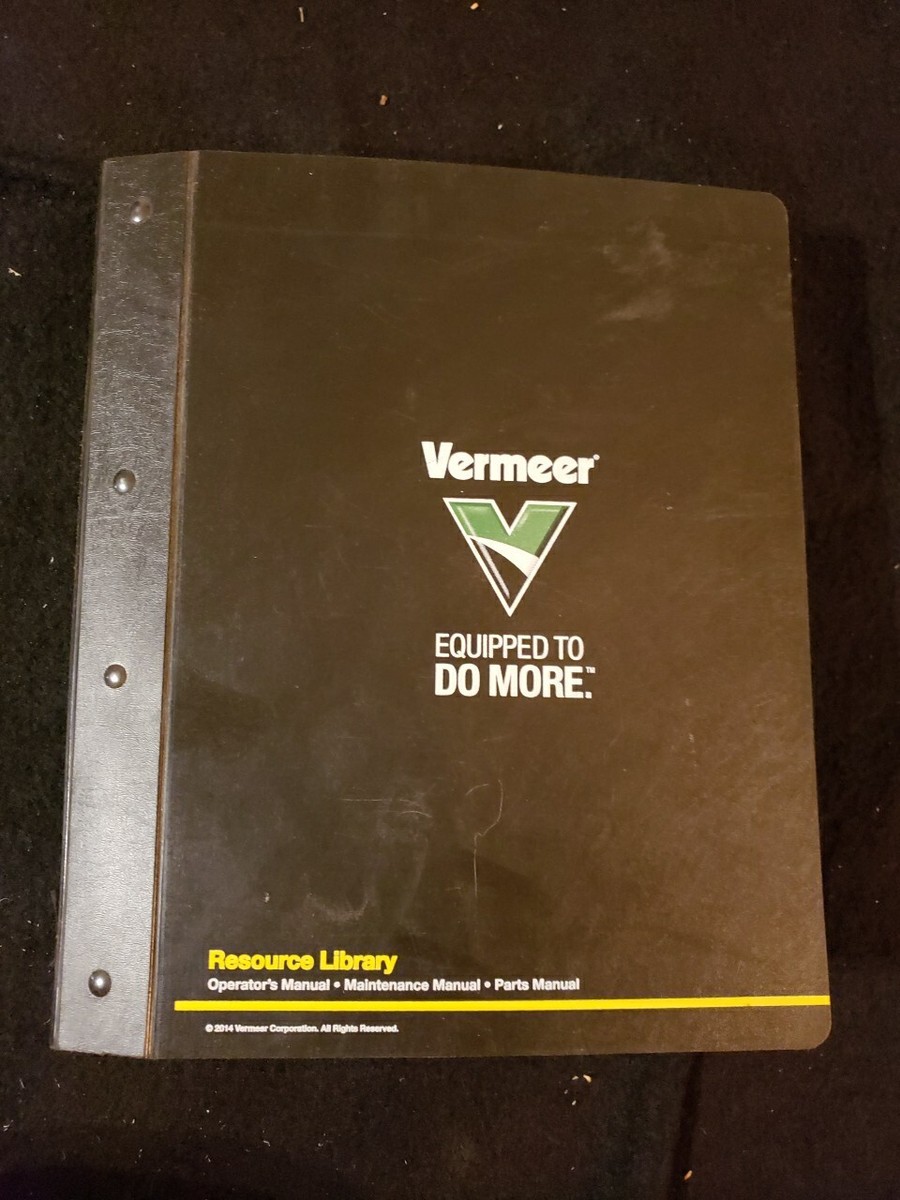 Vermeer®
EQUIPPED TO
DO MORE.™
Resource Library
Operator's Manual • Maintenance Manual • Parts Manual
© 2014 Vermeer Corporation. All Rights Reserved.